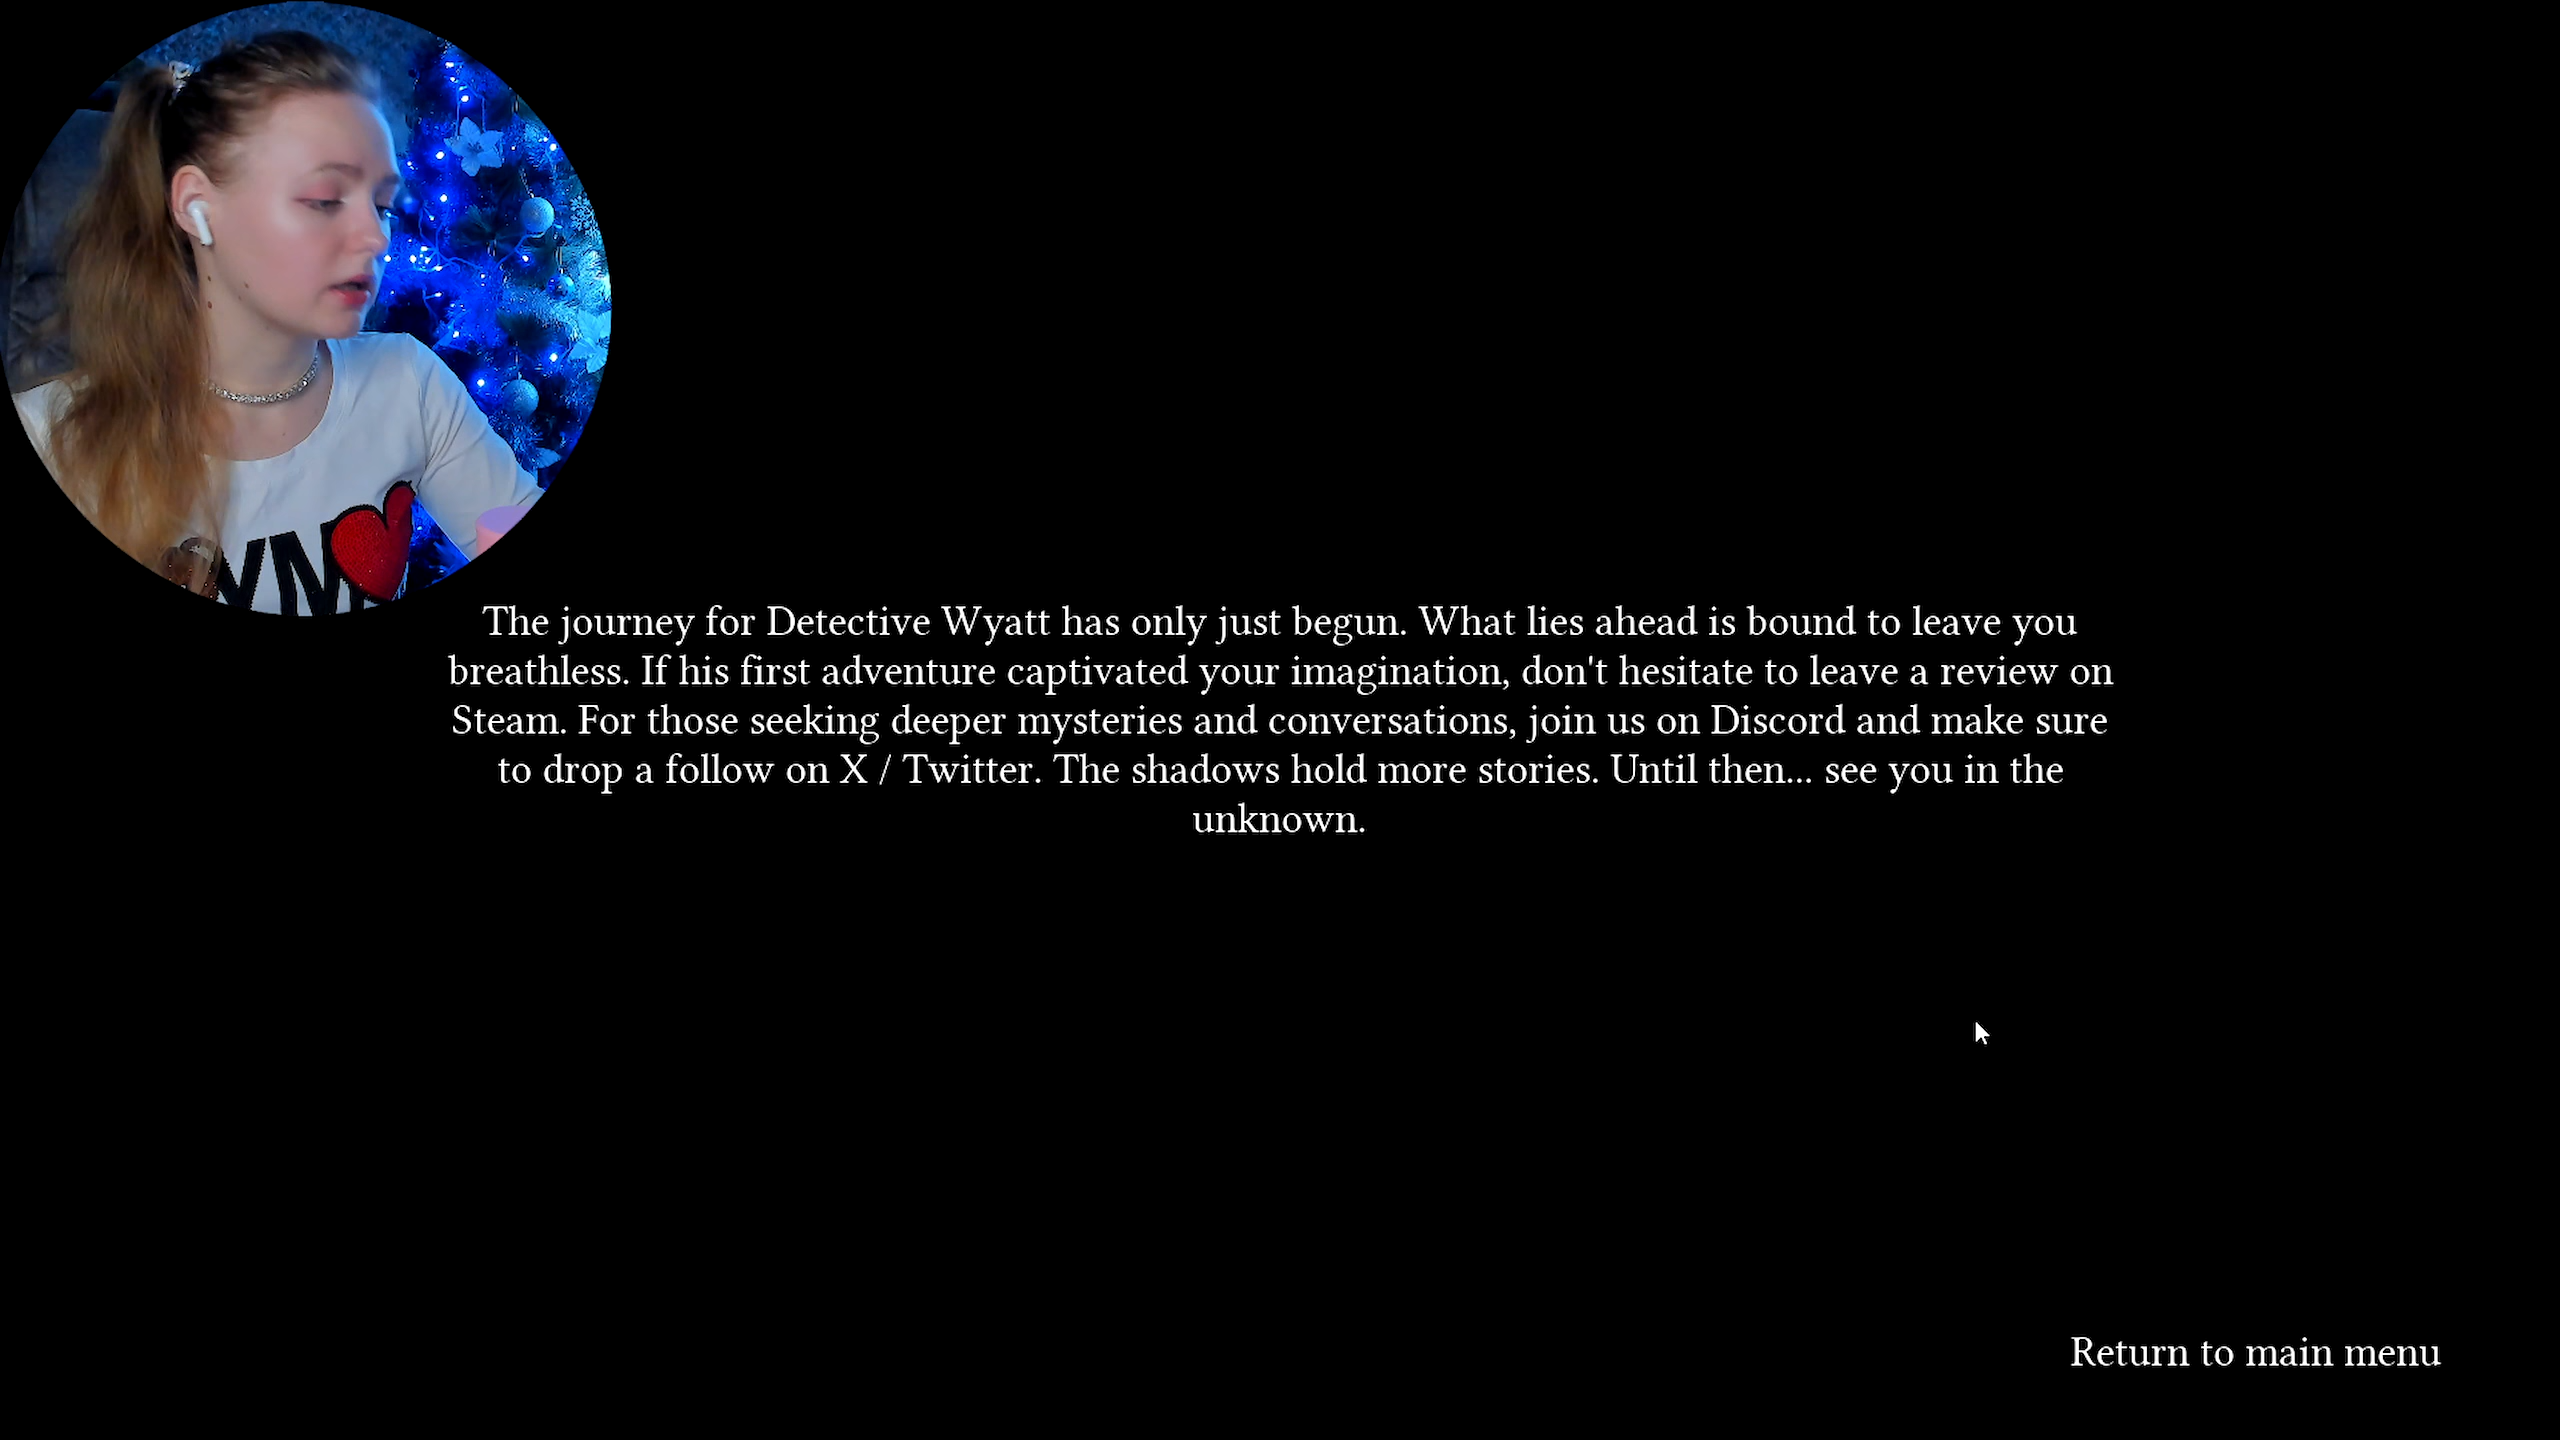 YM
The journey for Detective Wyatt has only just begun. What lies ahead is bound to leave you
breathless. If his first adventure captivated your imagination, don't hesitate to leave a review on
Steam. For those seeking deeper mysteries and conversations, join us on Discord and make sure
to drop a follow on X / Twitter. The shadows hold more stories. Until then... see you in the
unknown.
Return to main menu